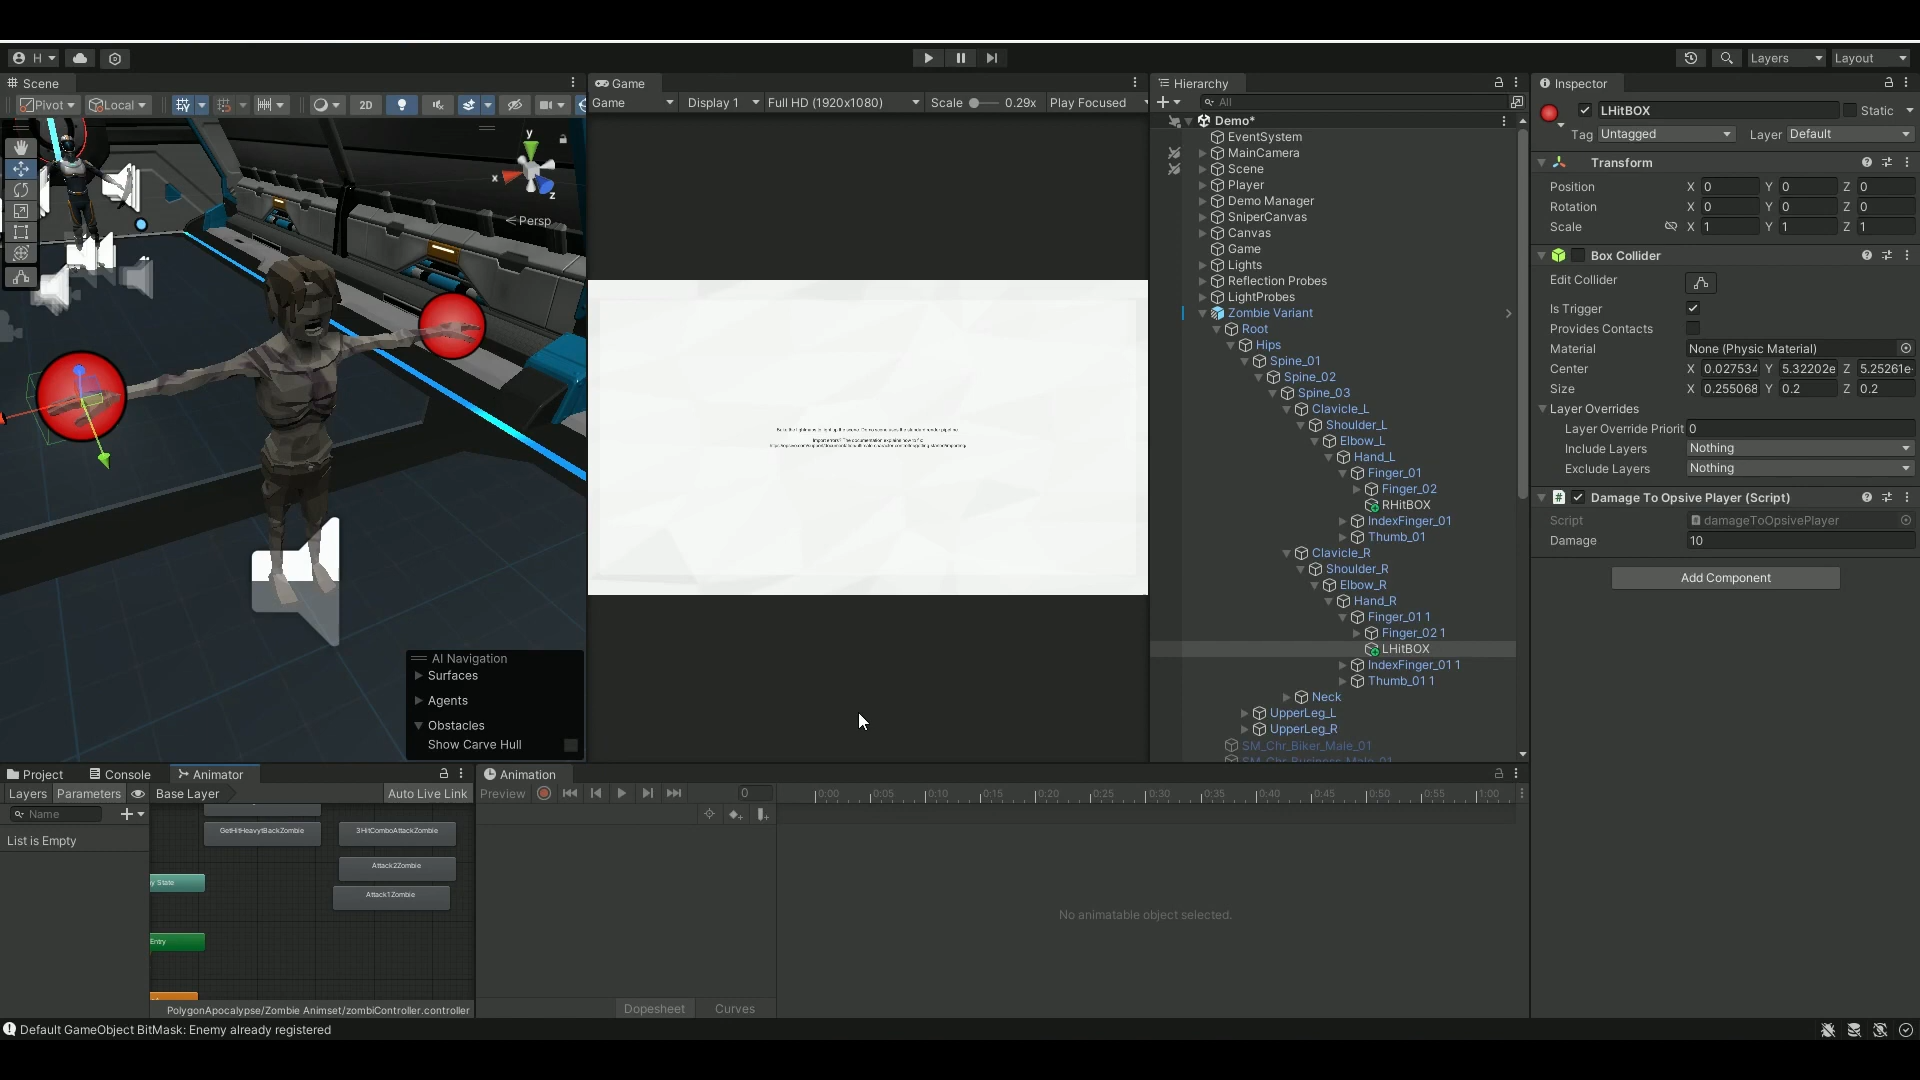 H
Layers
Layout
Scene
Game
Hierarchy
Inspector
Pivot
Local
2D
Game
Display 1
Full HD (1920x1080)
Scale
0.29x
Play Focused
All
LHitBOX
Static
Tag
Untagged
Layer
Default
y
x
z
Persp
Demo*
EventSystem
MainCamera
Scene
Player
Demo Manager
SniperCanvas
Canvas
Game
Lights
Reflection Probes
LightProbes
Zombie Variant
Root
Hips
Spine_01
Spine_02
Spine_03
Clavicle_L
Shoulder_L
Elbow_L
Hand_L
Finger_01
Finger_02
RHitBOX
IndexFinger_01
Thumb_01
Clavicle_R
Shoulder_R
Elbow_R
Hand_R
Finger_01 1
Finger_02 1
LHitBOX
IndexFinger_01 1
Thumb_01 1
Neck
UpperLeg_L
UpperLeg_R
SM_Chr_Biker_Male_01
SM_Chr_Business_Male_01
Transform
Position X 0 Y 0 Z 0
Rotation X 0 Y 0 Z 0
Scale X 1 Y 1 Z 1
Box Collider
Edit Collider
Is Trigger
Provides Contacts
Material None (Physic Material)
Center X 0.027534 Y 5.32202e Z 5.25261e-
Size X 0.255068 Y 0.2 Z 0.2
Layer Overrides
Layer Override Priorit 0
Include Layers Nothing
Exclude Layers Nothing
Damage To Opsive Player (Script)
Script damageToOpsivePlayer
Damage 10
Add Component
AI Navigation
Surfaces
Agents
Obstacles
Show Carve Hull
Project
Console
Animator
Layers
Parameters
Base Layer
Auto Live Link
Name
List is Empty
GetHitHeavytBackZombie
3HitComboAttackZombie
Attack2Zombie
Attack1Zombie
y State
Entry
PolygonApocalypse/Zombie Animset/zombiController.controller
Animation
Preview
0
0:00 0:05 0:10 0:15 0:20 0:25 0:30 0:35 0:40 0:45 0:50 0:55 1:00
No animatable object selected.
Dopesheet
Curves
Default GameObject BitMask: Enemy already registered